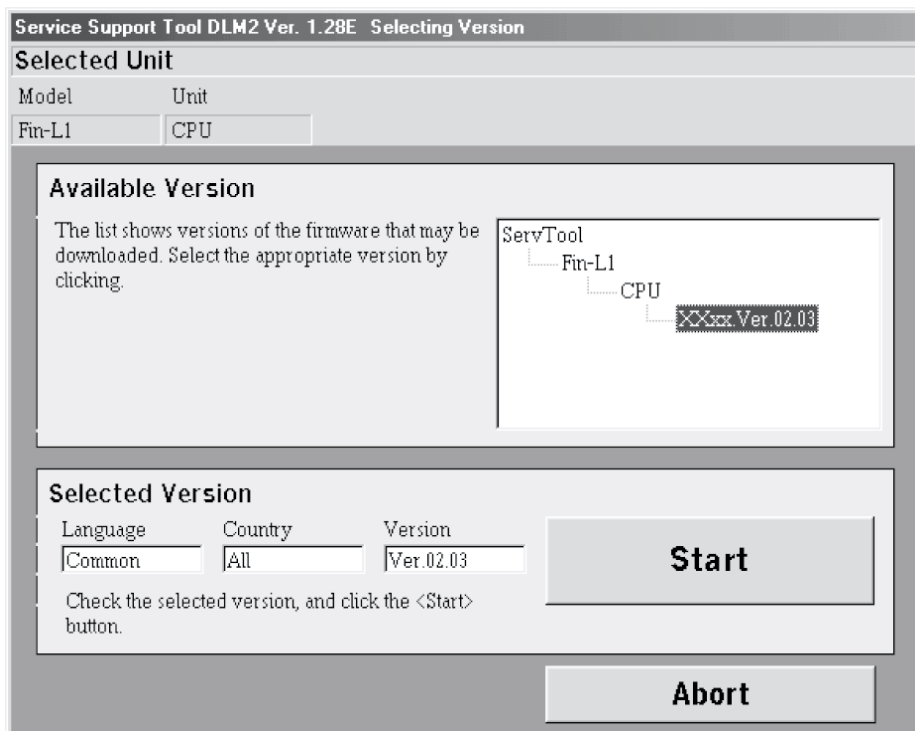 Service Support Tool DLM2 Ver. 1.28E Selecting Version
Selected Unit
Model Unit
Fin-L1 CPU
Available Version
The list shows versions of the firmware that may be
downloaded. Select the appropriate version by
clicking.
ServTool
Fin-L1
CPU
XXxx.Ver.02.03
Selected Version
Language Country Version
Common All Ver.02.03
Check the selected version, and click the <Start>
button.
Start
Abort